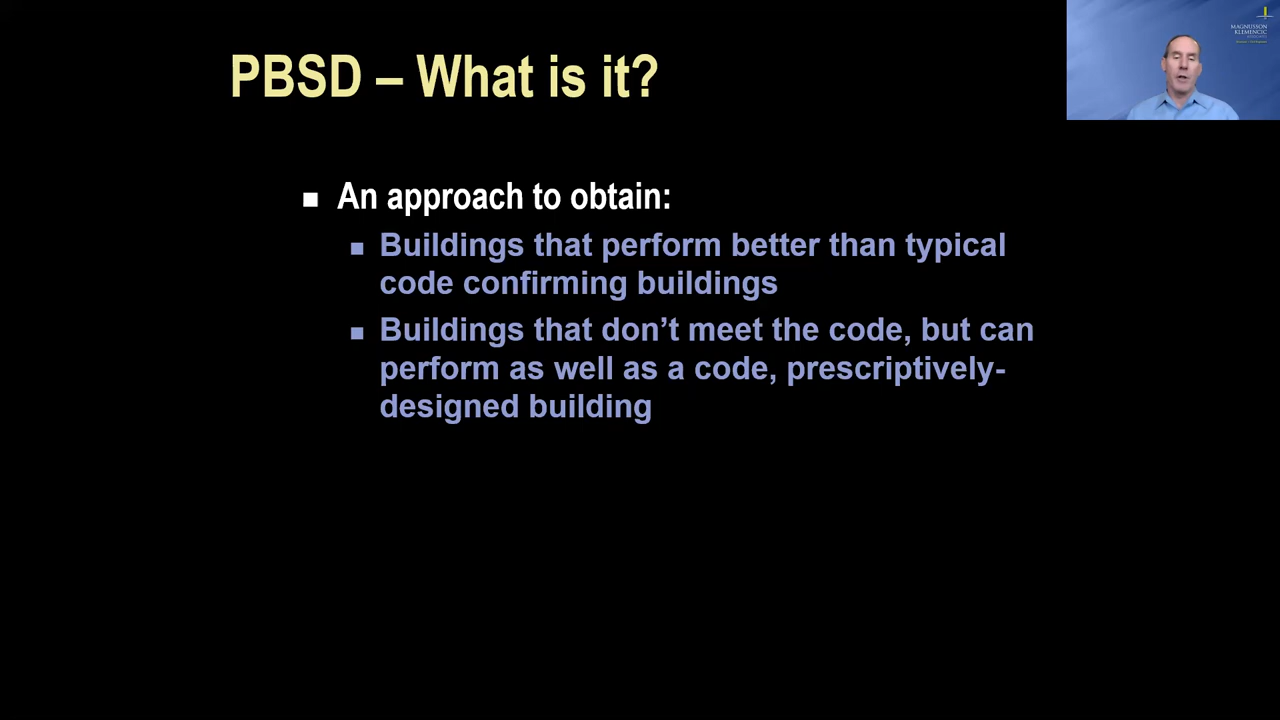 PBSD – What is it?
An approach to obtain:
Buildings that perform better than typical
code confirming buildings
Buildings that don’t meet the code, but can
perform as well as a code, prescriptively-
designed building
MAGNUSSON
KLEMENCIC